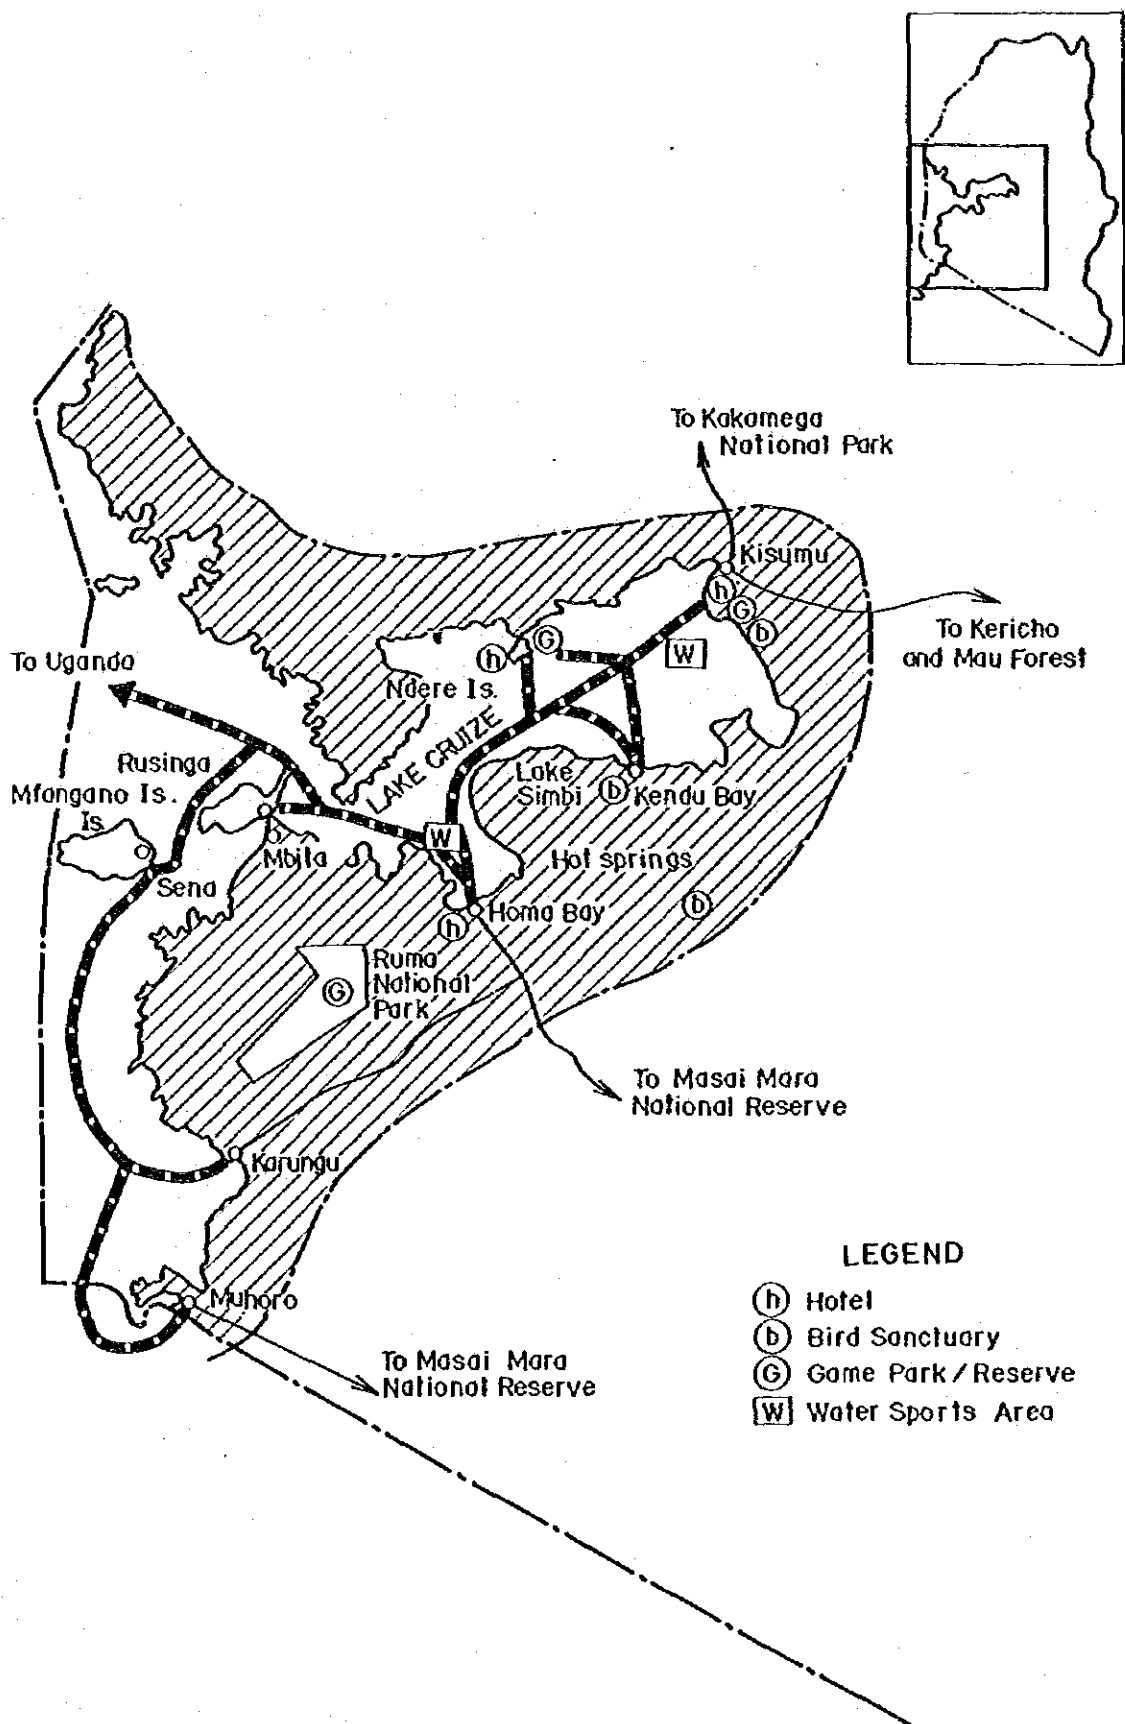 To Kakamega
National Park
Kisumu
h
G
b
To Kericho
and Mau Forest
W
G
h
Ndere Is.
To Uganda
LAKE CRUIZE
Rusinga
Is.
Mfangano
Is
Lake
Simbi
b
Kendu Bay
W
Mbita
Hot springs
Sena
b
Homa Bay
h
Ruma
National
Park
G
To Masai Mara
National Reserve
Karungu
Muhoro
To Masai Mara
National Reserve
LEGEND
h Hotel
b Bird Sanctuary
G Game Park / Reserve
W Water Sports Area